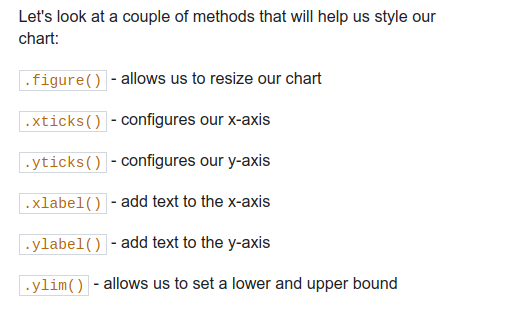 Let's look at a couple of methods that will help us style our
chart:
.figure() - allows us to resize our chart
.xticks() - configures our x-axis
.yticks() - configures our y-axis
.xlabel() - add text to the x-axis
.ylabel() - add text to the y-axis
.ylim() - allows us to set a lower and upper bound